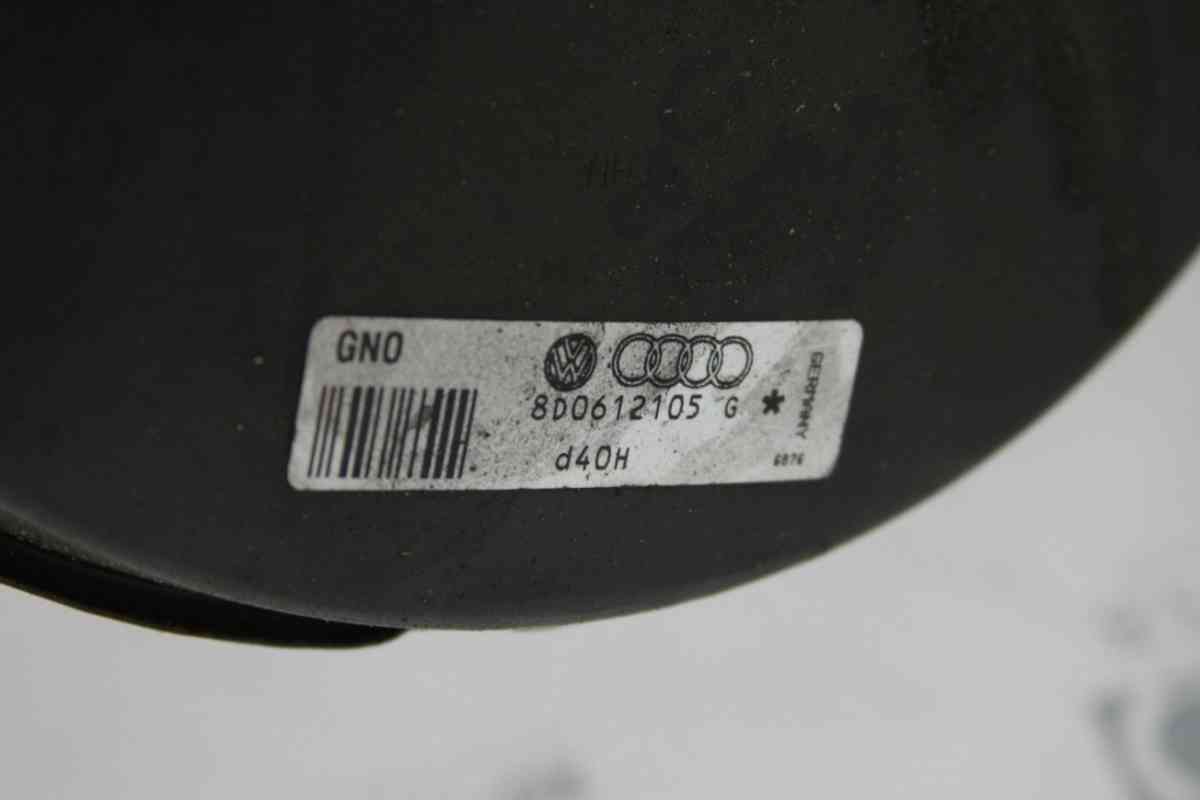 GNO
8D0612105 G *
GERMANY
d40H